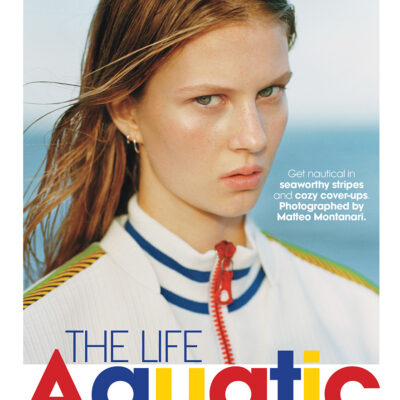 Get nautical in
seaworthy stripes
and cozy cover-ups.
Photographed by
Matteo Montanari.
THE LIFE
Aquatic